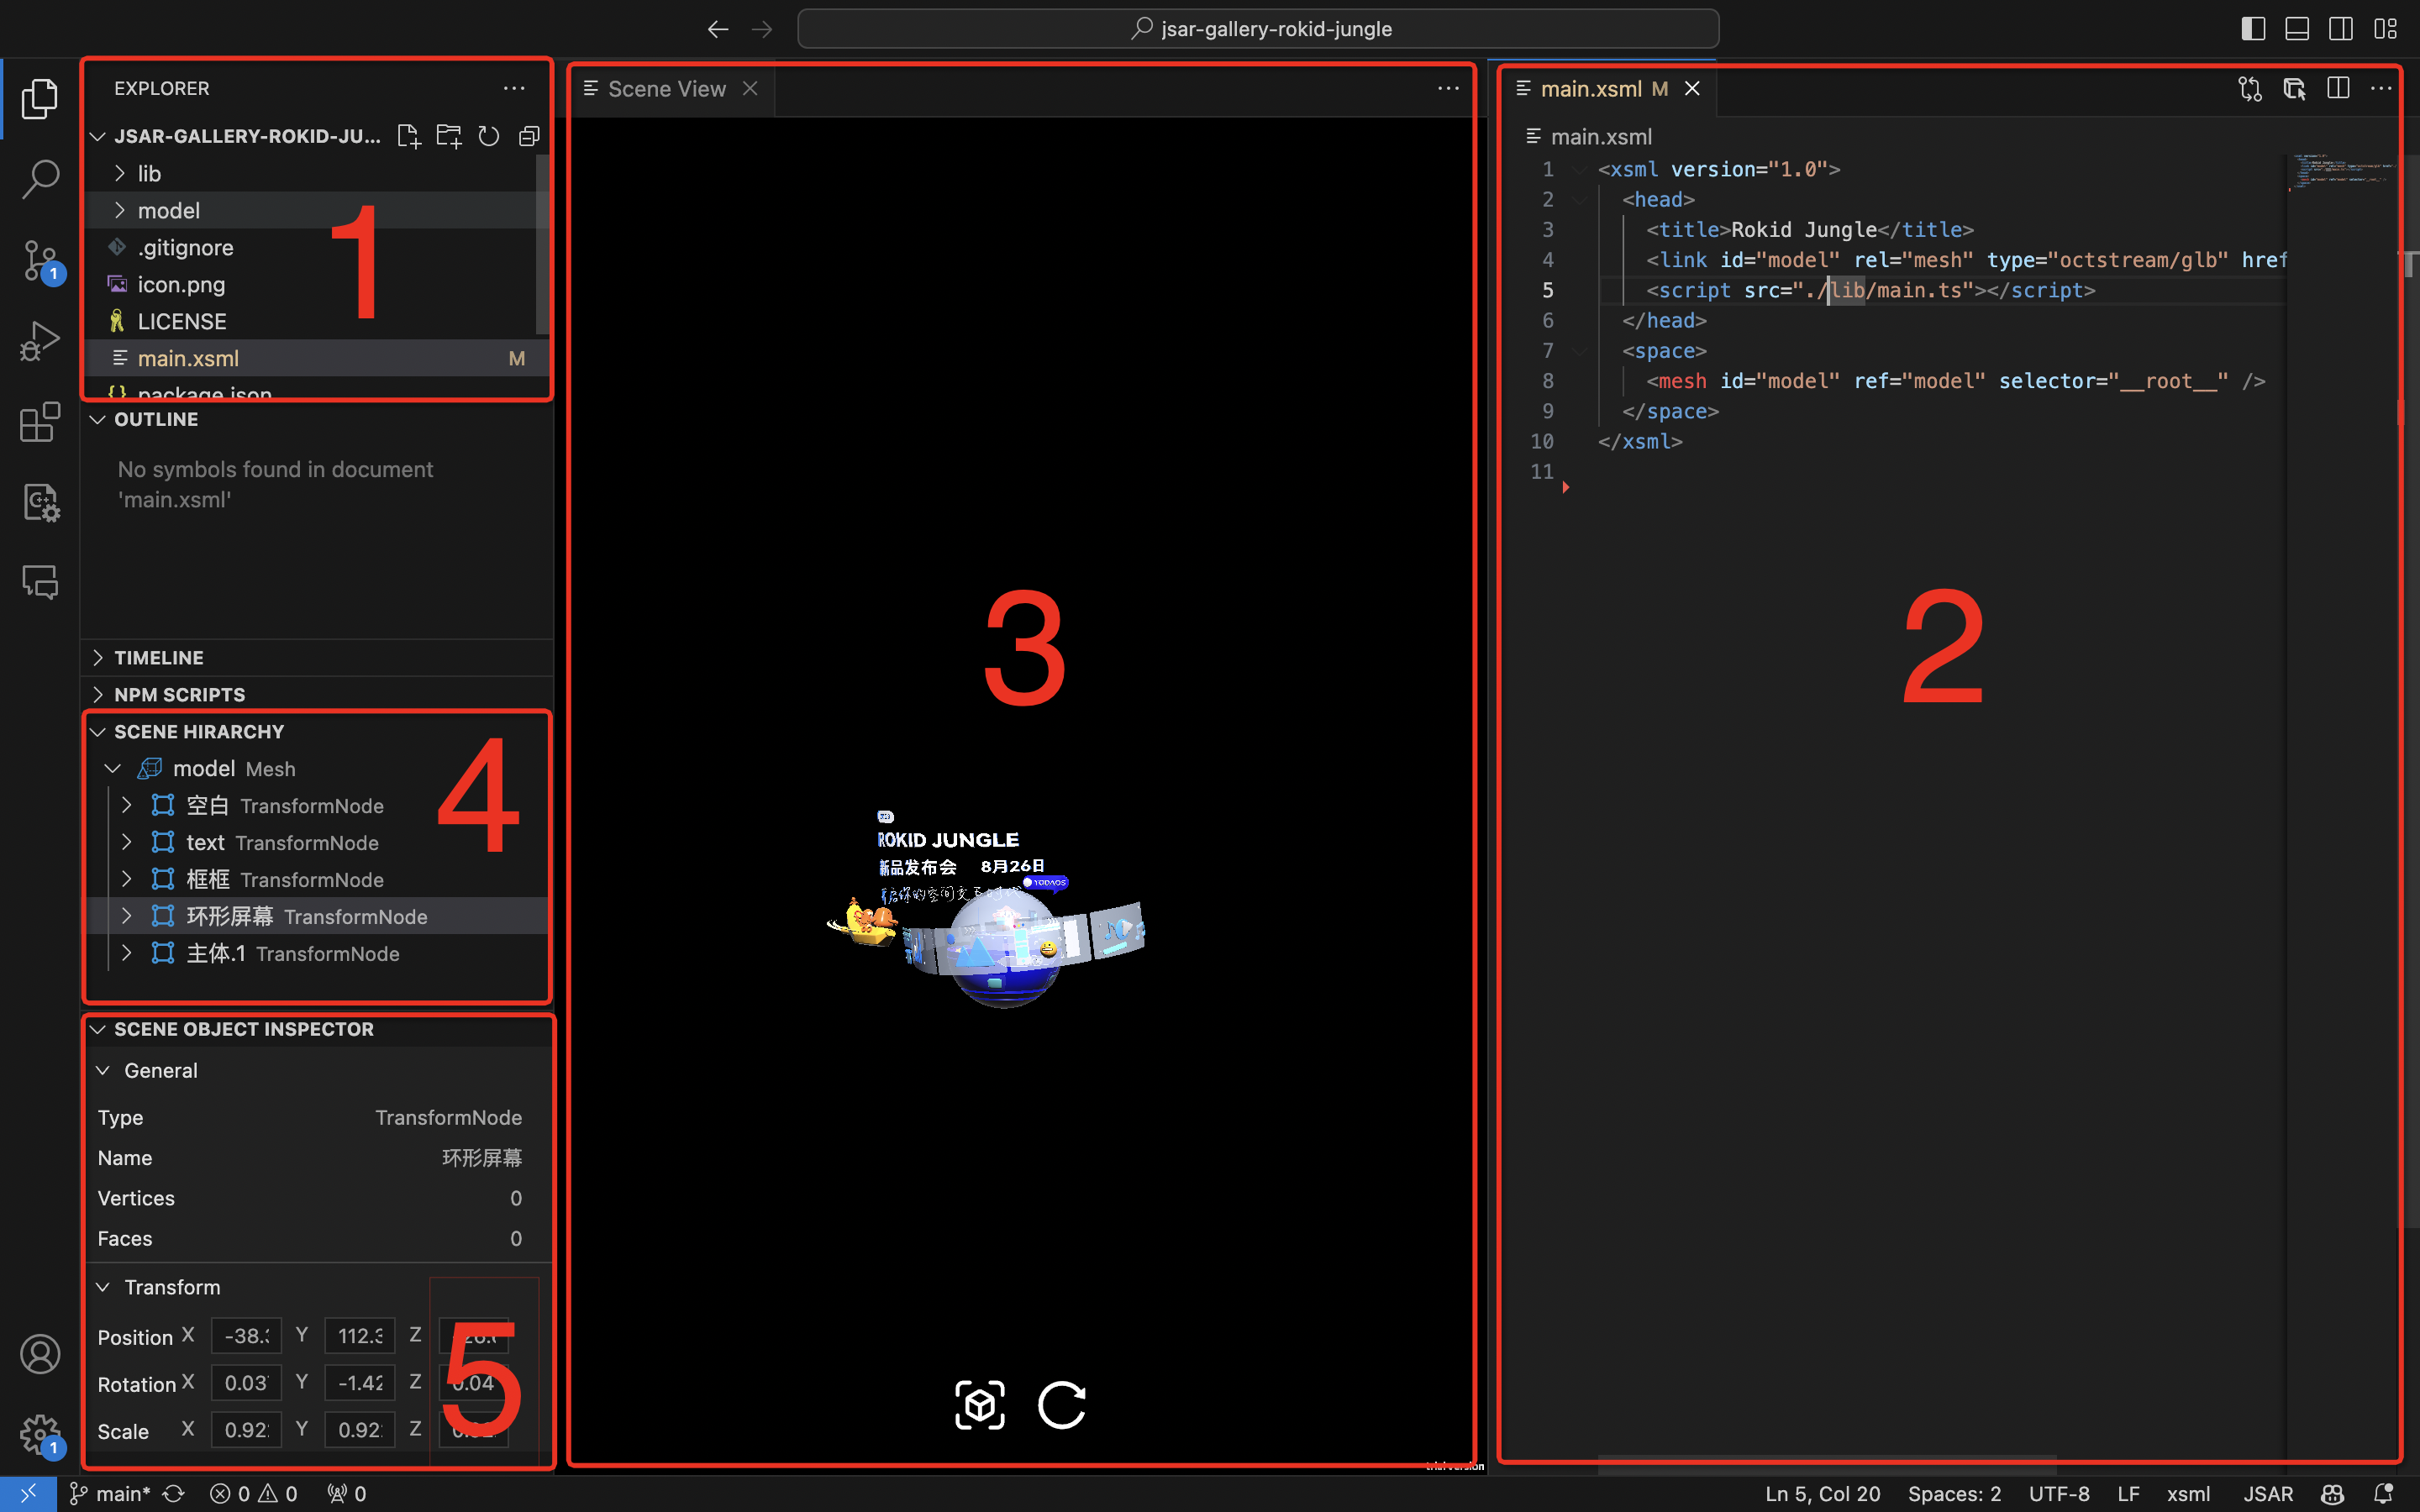 jsar-gallery-rokid-jungle
EXPLORER
JSAR-GALLERY-ROKID-JU...
lib
model
.gitignore
icon.png
LICENSE
main.xsml M
package.json
1
OUTLINE
No symbols found in document
'main.xsml'
TIMELINE
NPM SCRIPTS
SCENE HIRARCHY
model Mesh
空白 TransformNode
text TransformNode
框框 TransformNode
环形屏幕 TransformNode
主体.1 TransformNode
4
SCENE OBJECT INSPECTOR
General
Type TransformNode
Name 环形屏幕
Vertices 0
Faces 0
Transform
Position X -38. Y 112.3 Z
Rotation X 0.03 Y -1.42 Z 0.04
Scale X 0.92 Y 0.92 Z
5
Scene View
3
ROKID JUNGLE
新品发布会 8月26日
YODAOS
trial version
main.xsml M
main.xsml
1 <xsml version="1.0">
2 <head>
3 <title>Rokid Jungle</title>
4 <link id="model" rel="mesh" type="octstream/glb" href
5 <script src="./lib/main.ts"></script>
6 </head>
7 <space>
8 <mesh id="model" ref="model" selector="__root__" />
9 </space>
10 </xsml>
11
2
1
1
main* 0 0 0
Ln 5, Col 20 Spaces: 2 UTF-8 LF xsml JSAR